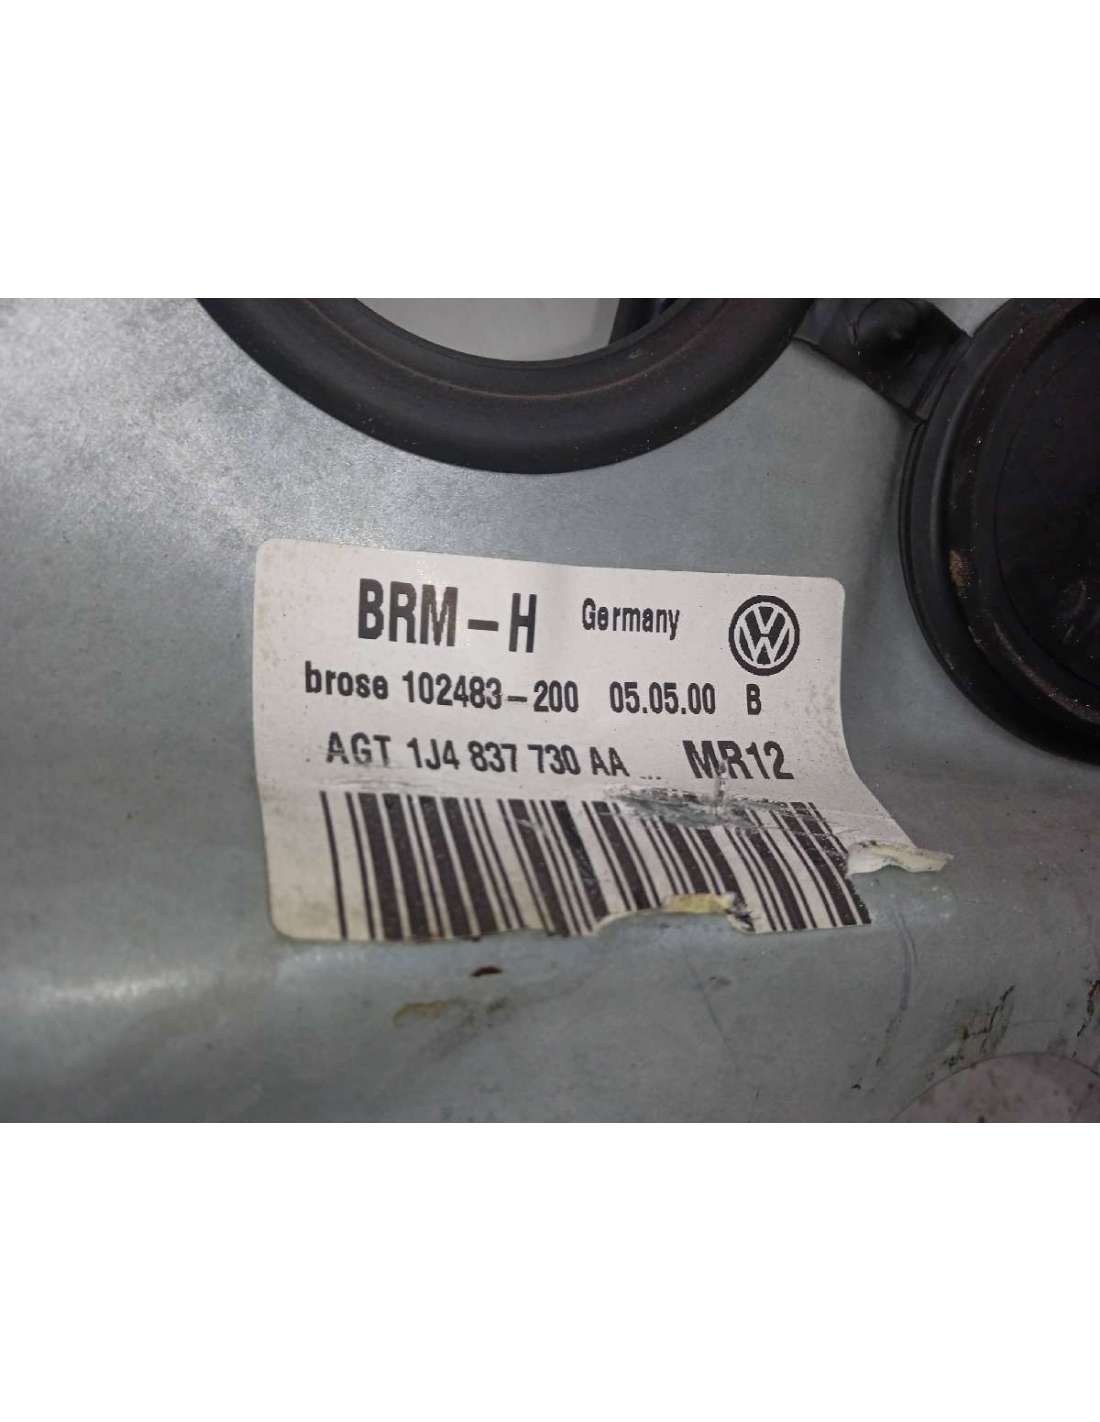 BRM-H Germany
brose 102483-200 05.05.00 B
AGT 1J4 837 730 AA ... MR12